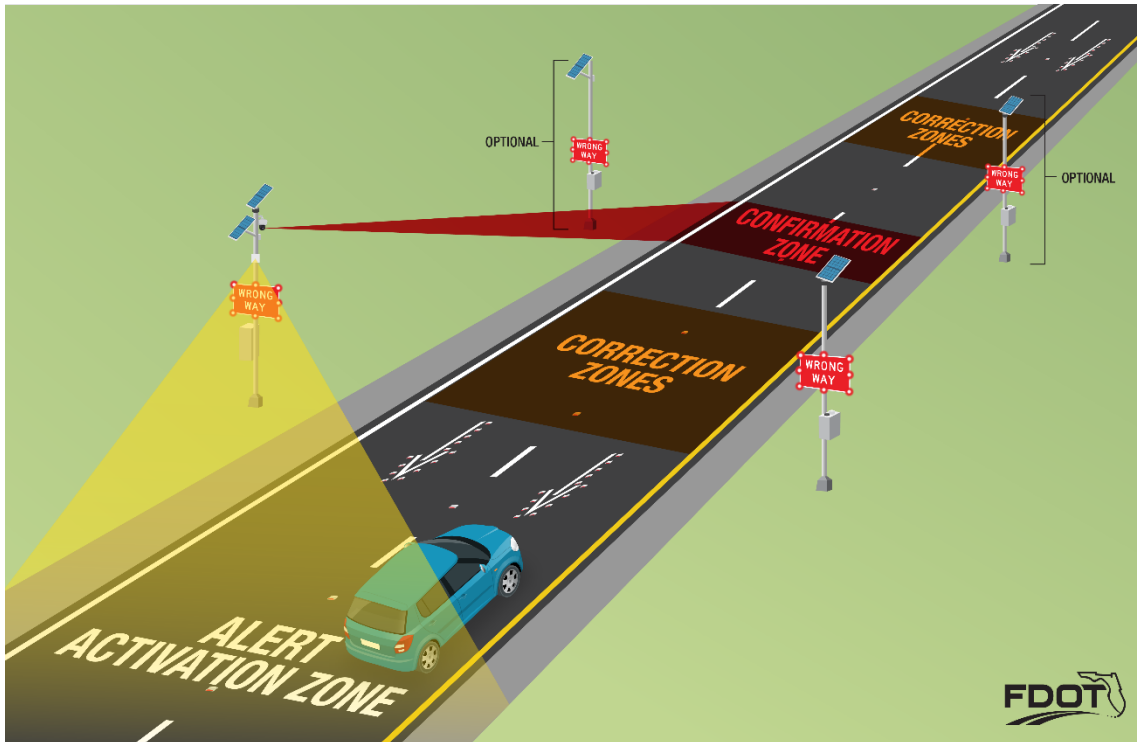 OPTIONAL
CORRECTION
ZONES
WRONG
WAY
WRONG
WAY
OPTIONAL
CONFIRMATION
ZONE
WRONG
WAY
CORRECTION
ZONES
WRONG
WAY
ALERT
ACTIVATION ZONE
FDOT